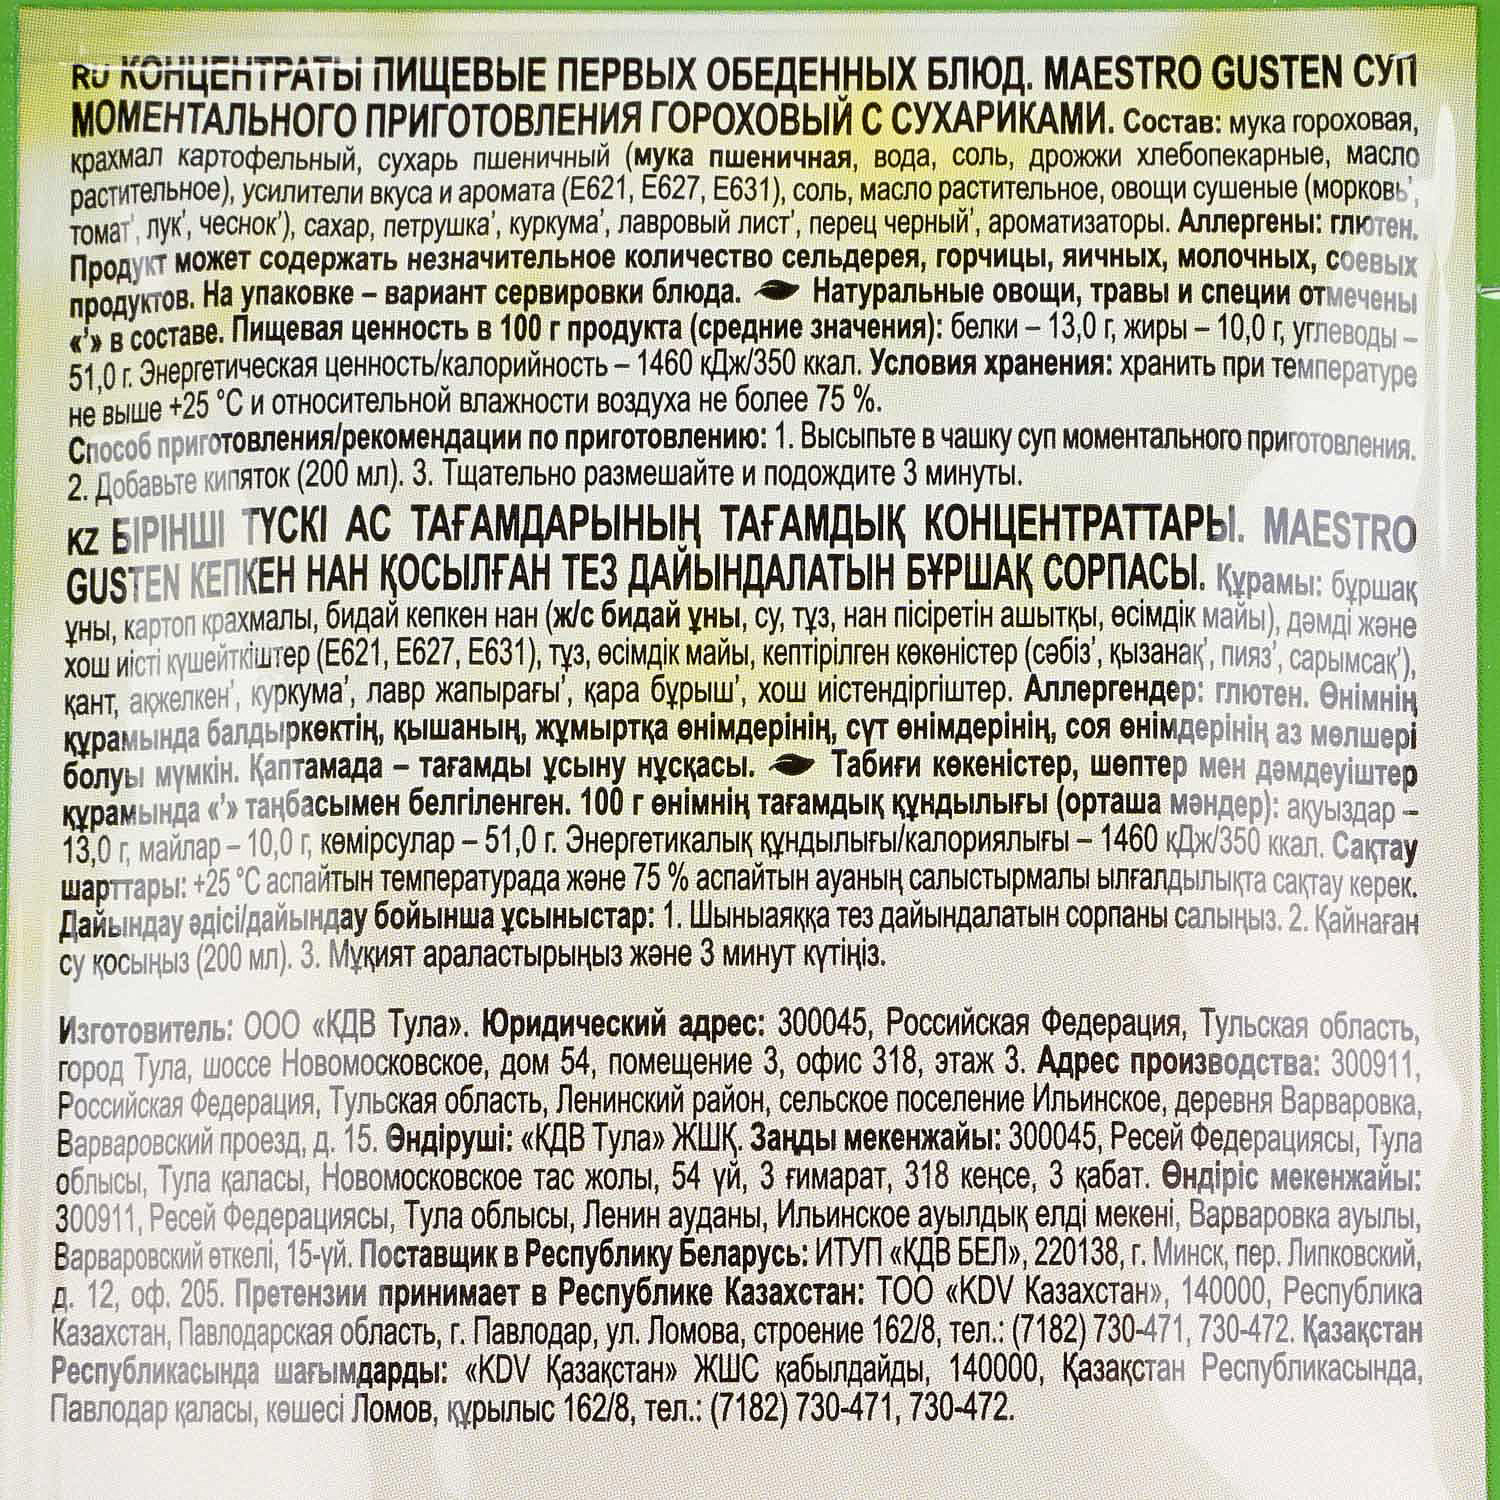 RU КОНЦЕНТРАТЫ ПИЩЕВЫЕ ПЕРВЫХ ОБЕДЕННЫХ БЛЮД. MAESTRO GUSTEN СУП
МОМЕНТАЛЬНОГО ПРИГОТОВЛЕНИЯ ГОРОХОВЫЙ С СУХАРИКАМИ. Состав: мука гороховая,
крахмал картофельный, сухарь пшеничный (мука пшеничная, вода, соль, дрожжи хлебопекарные, масло
растительное), усилители вкуса и аромата (Е621, Е627, Е631), соль, масло растительное, овощи сушеные (морковь’,
томат’, лук’, чеснок’), сахар, петрушка’, куркума’, лавровый лист’, перец черный’, ароматизаторы. Аллергены: глютен.
Продукт может содержать незначительное количество сельдерея, горчицы, яичных, молочных, соевых
продуктов. На упаковке – вариант сервировки блюда. Натуральные овощи, травы и специи отмечены
«’» в составе. Пищевая ценность в 100 г продукта (средние значения): белки – 13,0 г, жиры – 10,0 г, углеводы –
51,0 г. Энергетическая ценность/калорийность – 1460 кДж/350 ккал. Условия хранения: хранить при температуре
не выше +25 °С и относительной влажности воздуха не более 75 %.
Способ приготовления/рекомендации по приготовлению: 1. Высыпьте в чашку суп моментального приготовления.
2. Добавьте кипяток (200 мл). 3. Тщательно размешайте и подождите 3 минуты.
KZ БІРІНШІ ТҮСКІ АС ТАҒАМДАРЫНЫҢ ТАҒАМДЫҚ КОНЦЕНТРАТТАРЫ. MAESTRO
GUSTEN КЕПКЕН НАН ҚОСЫЛҒАН ТЕЗ ДАЙЫНДАЛАТЫН БҰРШАҚ СОРПАСЫ. Құрамы: бұршақ
ұны, картоп крахмалы, бидай кепкен нан (ж/с бидай ұны, су, тұз, нан пісіретін ашытқы, өсімдік майы), дәмді және
хош иісті күшейткіштер (Е621, Е627, Е631), тұз, өсімдік майы, кептірілген көкөністер (сәбіз’, қызанақ’, пияз’, сарымсақ’),
қант, ақжелкен’, куркума’, лавр жапырағы’, қара бұрыш’, хош иістендіргіштер. Аллергендер: глютен. Өнімнің
құрамында балдыркөктің, қышаның, жұмыртқа өнімдерінің, сүт өнімдерінің, соя өнімдерінің аз мөлшері
болуы мүмкін. Қаптамада – тағамды ұсыну нұсқасы. Табиғи көкеністер, шөптер мен дәмдеуіштер
құрамында «’» таңбасымен белгіленген. 100 г өнімнің тағамдық құндылығы (орташа мәндер): ақуыздар –
13,0 г, майлар – 10,0 г, көмірсулар – 51,0 г. Энергетикалық құндылығы/калориялығы – 1460 кДж/350 ккал. Сақтау
шарттары: +25 °С аспайтын температурада және 75 % аспайтын ауаның салыстырмалы ылғалдылықта сақтау керек.
Дайындау әдісі/дайындау бойынша ұсыныстар: 1. Шыныаяққа тез дайындалатын сорпаны салыңыз. 2. Қайнаған
су қосыңыз (200 мл). 3. Мұқият араластырыңыз және 3 минут күтіңіз.
Изготовитель: ООО «КДВ Тула». Юридический адрес: 300045, Российская Федерация, Тульская область,
город Тула, шоссе Новомосковское, дом 54, помещение 3, офис 318, этаж 3. Адрес производства: 300911,
Российская Федерация, Тульская область, Ленинский район, сельское поселение Ильинское, деревня Варваровка,
Варваровский проезд, д. 15. Өндіруші: «КДВ Тула» ЖШҚ. Заңды мекенжайы: 300045, Ресей Федерациясы, Тула
облысы, Тула қаласы, Новомосковское тас жолы, 54 үй, 3 ғимарат, 318 кеңсе, 3 қабат. Өндіріс мекенжайы:
300911, Ресей Федерациясы, Тула облысы, Ленин ауданы, Ильинское ауылдық елді мекені, Варваровка ауылы,
Варваровский өткелі, 15-үй. Поставщик в Республику Беларусь: ИТУП «КДВ БЕЛ», 220138, г. Минск, пер. Липковский,
д. 12, оф. 205. Претензии принимает в Республике Казахстан: ТОО «KDV Казахстан», 140000, Республика
Казахстан, Павлодарская область, г. Павлодар, ул. Ломова, строение 162/8, тел.: (7182) 730-471, 730-472. Қазақстан
Республикасында шағымдарды: «KDV Қазақстан» ЖШС қабылдайды, 140000, Қазақстан Республикасында,
Павлодар қаласы, көшесі Ломов, құрылыс 162/8, тел.: (7182) 730-471, 730-472.